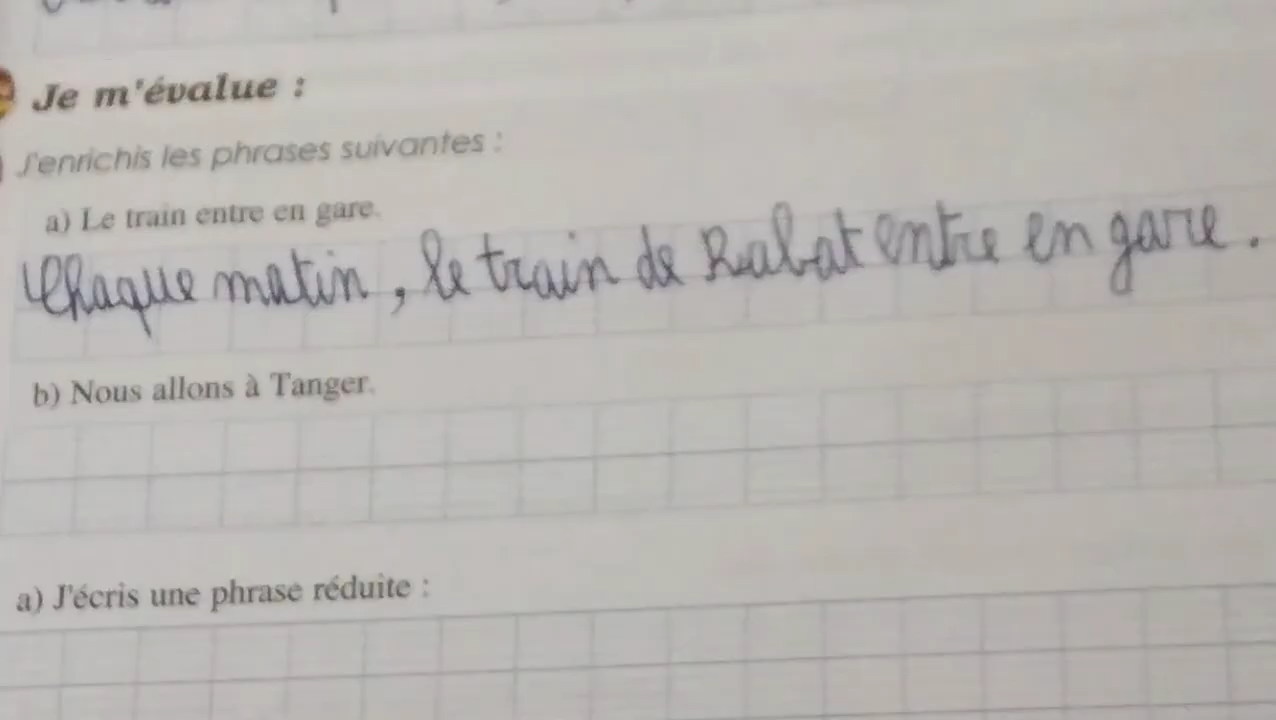 Je m'évalue :
J'enrichis les phrases suivantes :
a) Le train entre en gare.
Chaque matin, le train de Rabat entre en gare.
b) Nous allons à Tanger.
a) J'écris une phrase réduite :